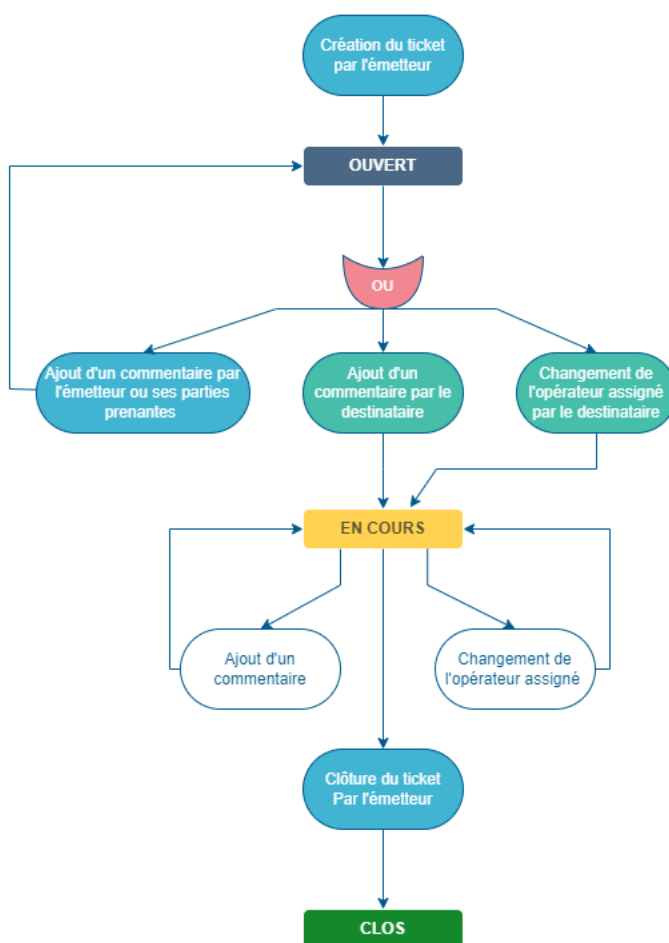 Création du ticket
par l'émetteur
OUVERT
OU
Ajout d'un commentaire par
l'émetteur ou ses parties
prenantes
Ajout d'un
commentaire par le
destinataire
Changement de
l'opérateur assigné
par le destinataire
EN COURS
Ajout d'un
commentaire
Changement de
l'opérateur assigné
Clôture du ticket
Par l'émetteur
CLOS